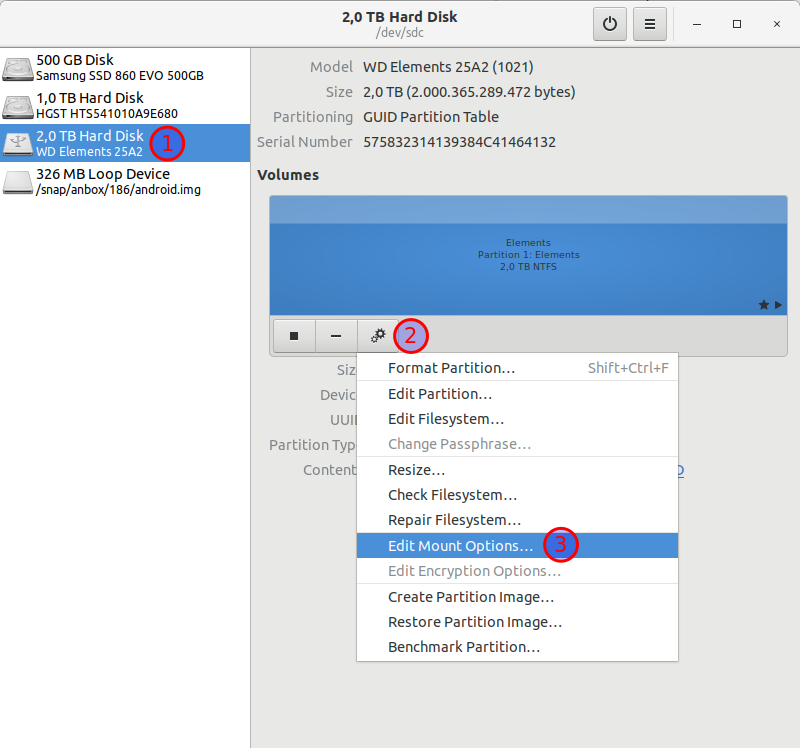 2,0 TB Hard Disk
/dev/sdc
500 GB Disk
Samsung SSD 860 EVO 500GB
1,0 TB Hard Disk
HGST HTS541010A9E680
2,0 TB Hard Disk
WD Elements 25A2
1
326 MB Loop Device
/snap/anbox/186/android.img
Model WD Elements 25A2 (1021)
Size 2,0 TB (2.000.365.289.472 bytes)
Partitioning GUID Partition Table
Serial Number 575832314139384C41464132
Volumes
Elements
Partition 1: Elements
2,0 TB NTFS
2
Siz
Devic
UUI
Partition Typ
Content
Format Partition… Shift+Ctrl+F
Edit Partition…
Edit Filesystem…
Change Passphrase…
Resize…
Check Filesystem…
Repair Filesystem…
Edit Mount Options… 3
Edit Encryption Options…
Create Partition Image…
Restore Partition Image…
Benchmark Partition…